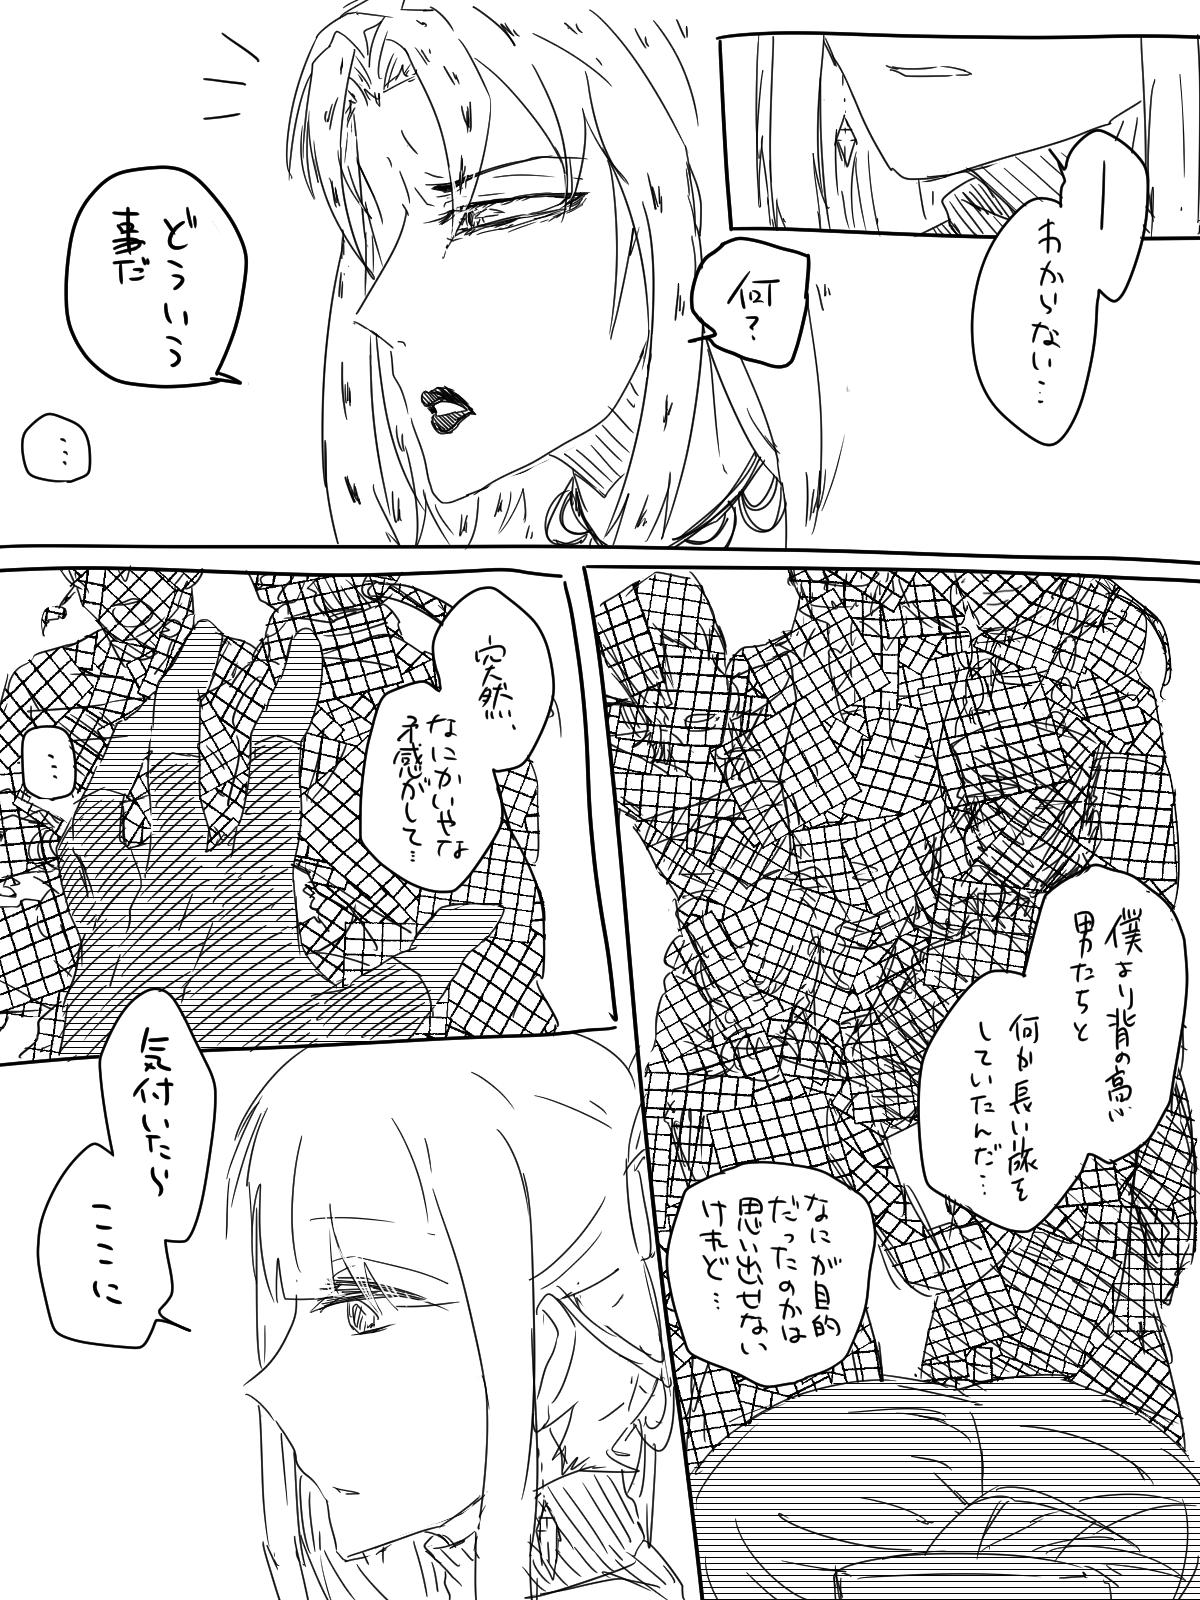 ー
わからない…
何?
どういう
事だ
…
僕より背の高い
男たちと
何か長い旅を
していたんだ…
なにが目的
だったのかは
思い出せない
けれど…
突然、
なにかいやな
予感がして…
…
気付いたら
ここに